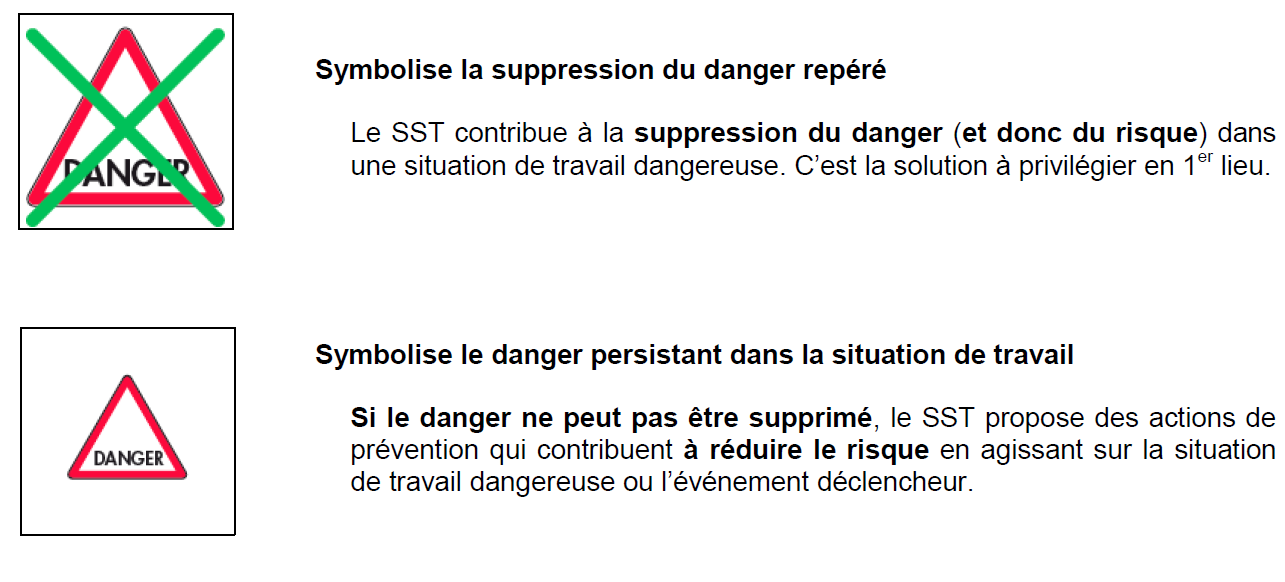 DANGER
Symbolise la suppression du danger repéré
Le SST contribue à la suppression du danger (et donc du risque) dans
une situation de travail dangereuse. C’est la solution à privilégier en 1er lieu.
DANGER
Symbolise le danger persistant dans la situation de travail
Si le danger ne peut pas être supprimé, le SST propose des actions de
prévention qui contribuent à réduire le risque en agissant sur la situation
de travail dangereuse ou l’événement déclencheur.